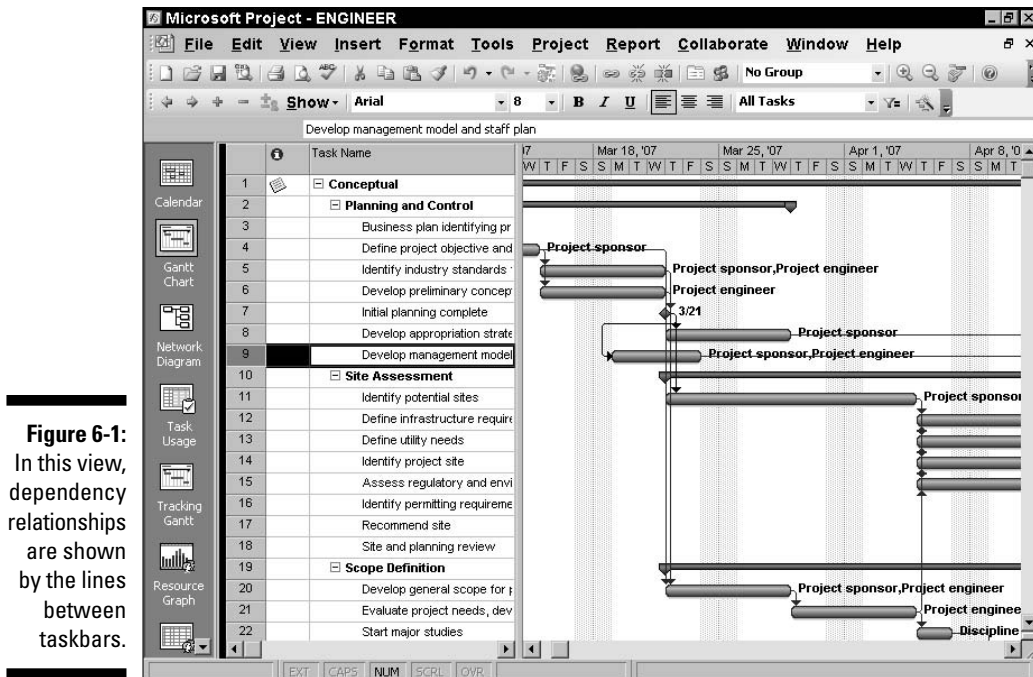 Microsoft Project - ENGINEER
File Edit View Insert Format Tools Project Report Collaborate Window Help
No Group
Show Arial 8 B I U All Tasks
Develop management model and staff plan
Task Name
Mar 18, '07 Mar 25, '07 Apr 1, '07 Apr 8, '0
W T F S S M T W T F S S M T W T F S S M T W T F S S M T
1 Conceptual
2 Planning and Control
3 Business plan identifying pr
4 Define project objective and Project sponsor
5 Identify industry standards Project sponsor,Project engineer
6 Develop preliminary concep Project engineer
7 Initial planning complete 3/21
8 Develop appropriation strate Project sponsor
9 Develop management model Project sponsor,Project engineer
10 Site Assessment
11 Identify potential sites Project sponsor
12 Define infrastructure require
13 Define utility needs
14 Identify project site
15 Assess regulatory and envi
16 Identify permitting requireme
17 Recommend site
18 Site and planning review
19 Scope Definition
20 Develop general scope for p Project sponsor,Project engineer
21 Evaluate project needs, dev Project enginee
22 Start major studies Discipline
Calendar
Gantt
Chart
Network
Diagram
Task
Usage
Tracking
Gantt
Resource
Graph
EXT CAPS NUM SCRL OVR
Figure 6-1:
In this view,
dependency
relationships
are shown
by the lines
between
taskbars.